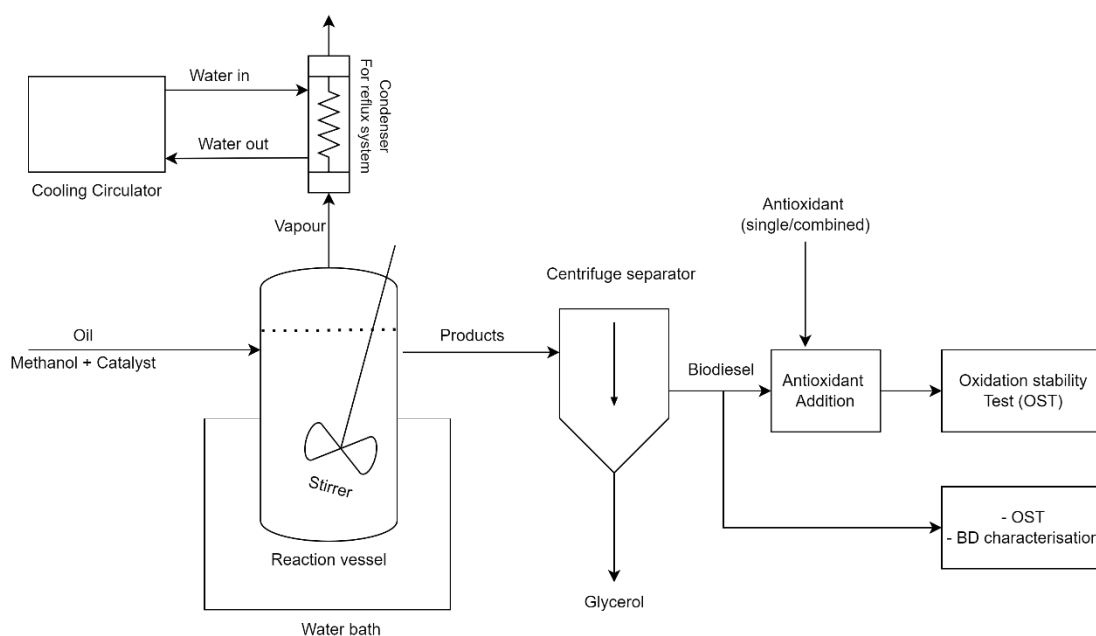 Water in
Water out
Cooling Circulator
Condenser
For reflux system
Vapour
Oil
Methanol + Catalyst
Stirrer
Reaction vessel
Water bath
Products
Centrifuge separator
Glycerol
Biodiesel
Antioxidant
(single/combined)
Antioxidant
Addition
Oxidation stability
Test (OST)
- OST
- BD characterisation